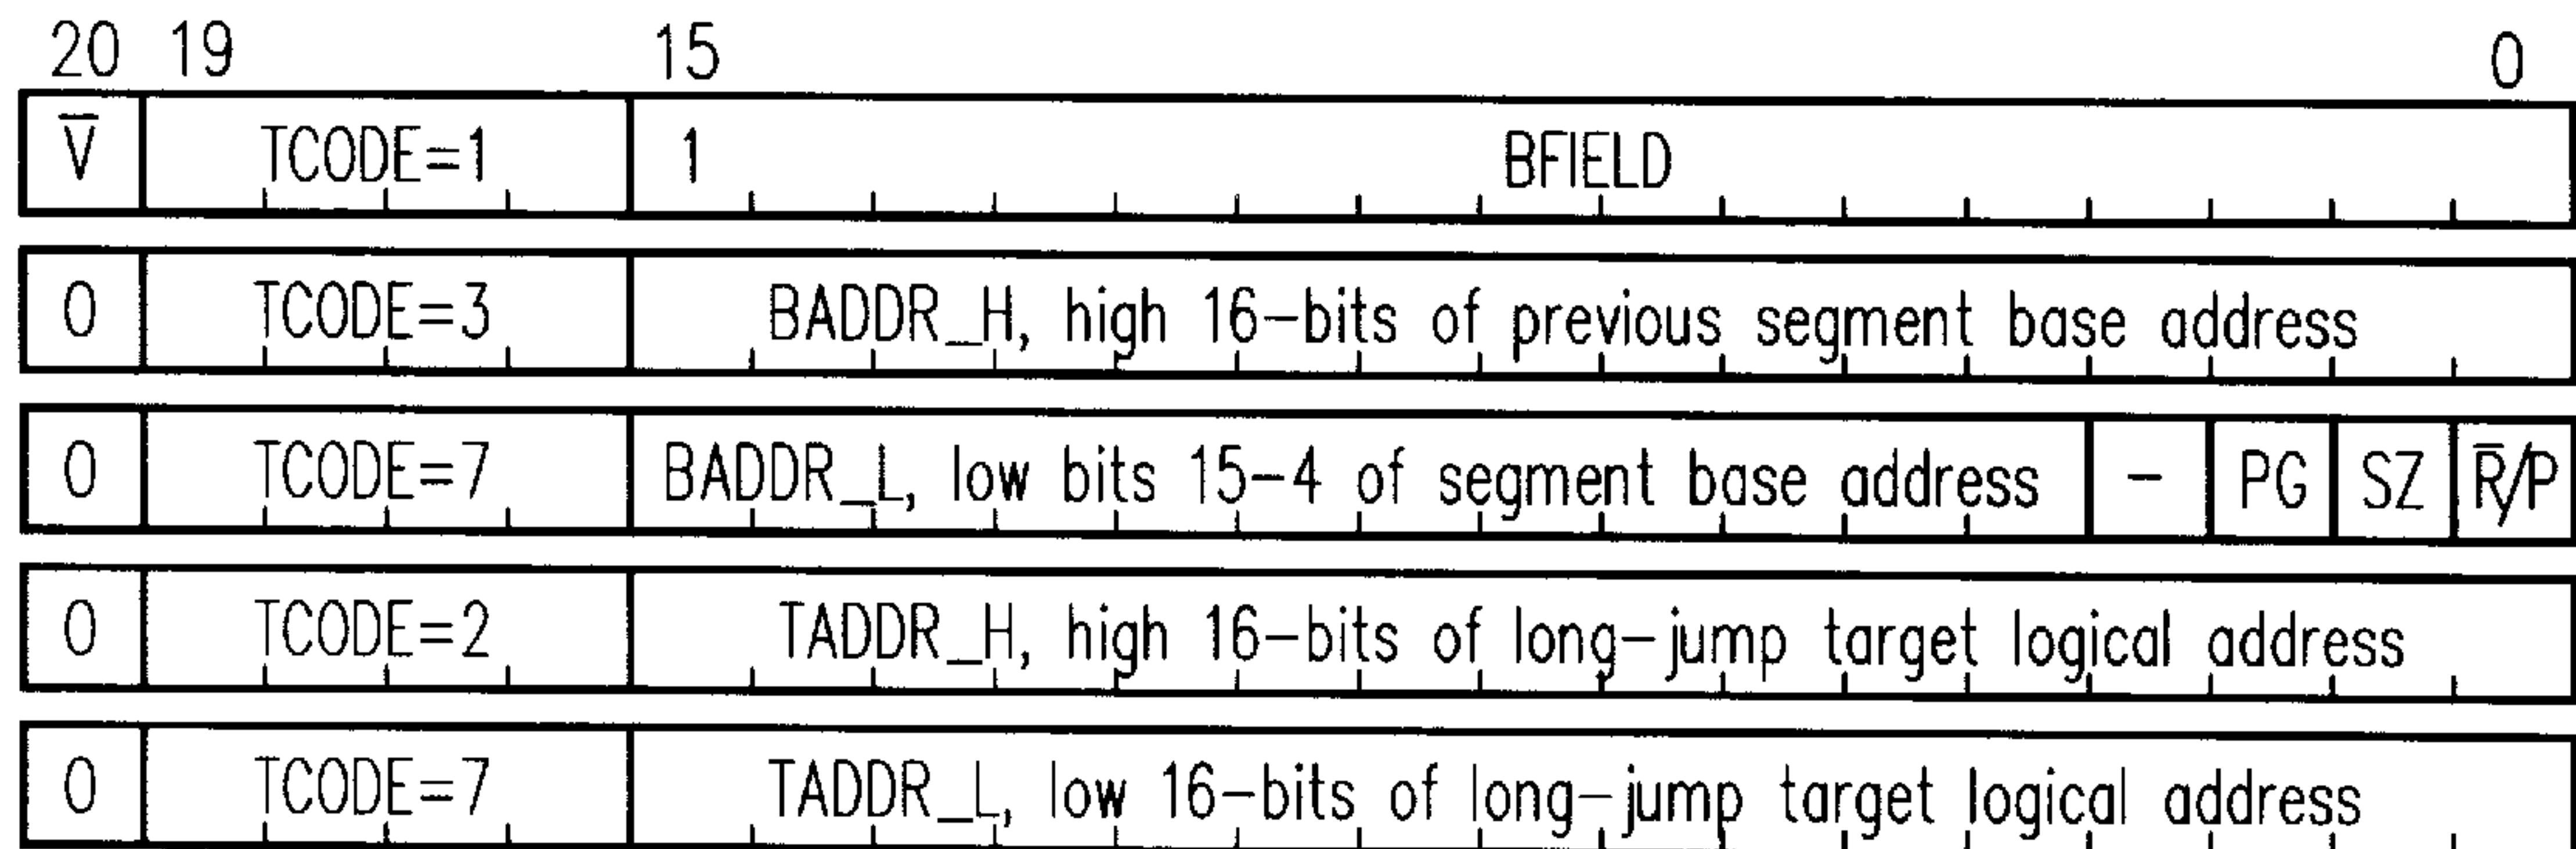 20 19 15 0
V̅ TCODE=1 1 BFIELD
0 TCODE=3 BADDR_H, high 16-bits of previous segment base address
0 TCODE=7 BADDR_L, low bits 15-4 of segment base address - PG SZ R̅/P
0 TCODE=2 TADDR_H, high 16-bits of long-jump target logical address
0 TCODE=7 TADDR_L, low 16-bits of long-jump target logical address